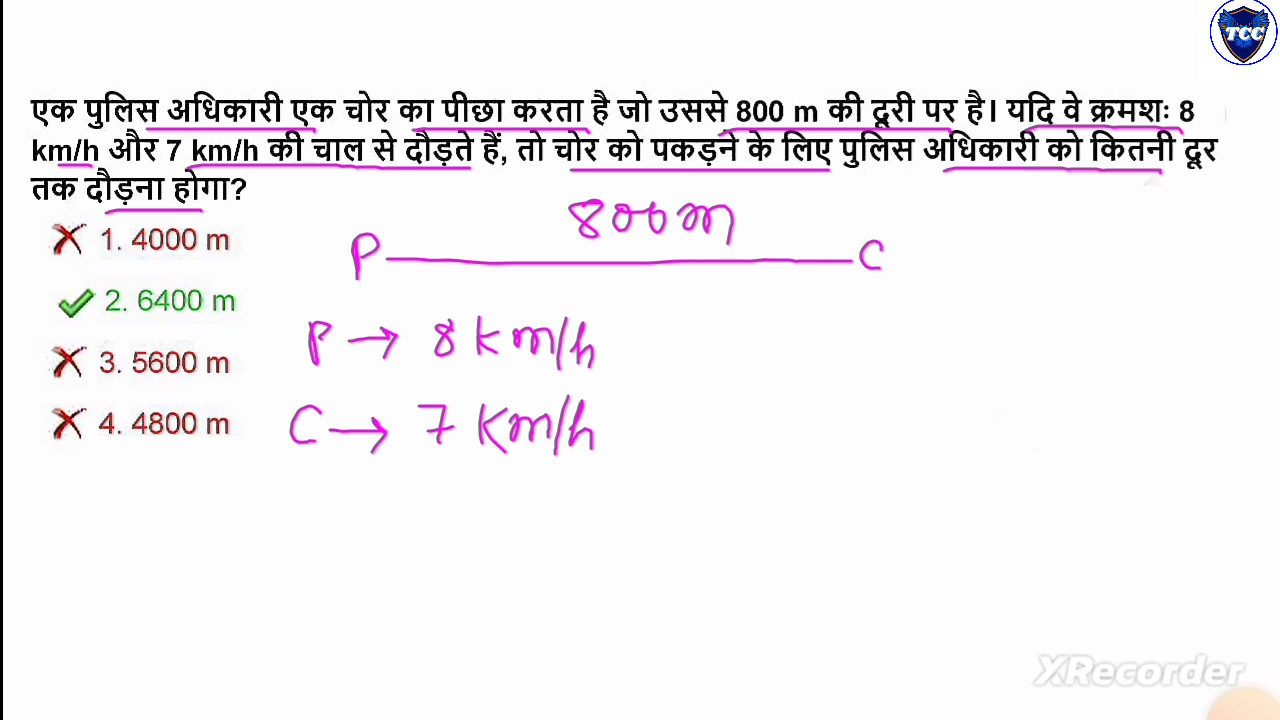 TCC
एक पुलिस अधिकारी एक चोर का पीछा करता है जो उससे 800 m की दूरी पर है। यदि वे क्रमशः 8
km/h और 7 km/h की चाल से दौड़ते हैं, तो चोर को पकड़ने के लिए पुलिस अधिकारी को कितनी दूर
तक दौड़ना होगा?
1. 4000 m
2. 6400 m
3. 5600 m
4. 4800 m
800m
P C
P → 8 km/h
C → 7 km/h
XRecorder